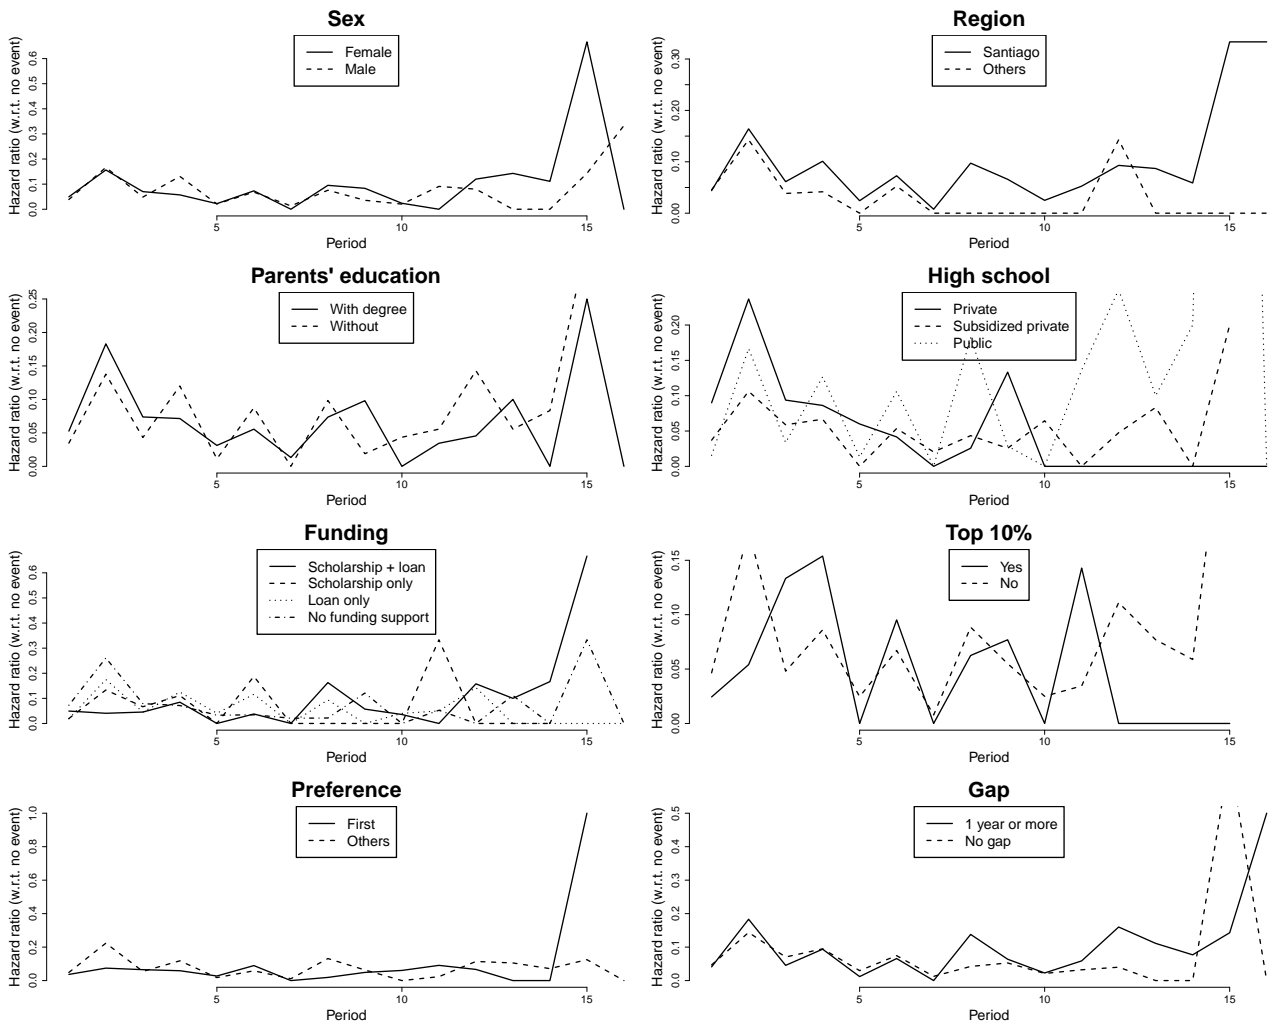 Sex
Hazard ratio (w.r.t. no event)
0.0 0.1 0.2 0.3 0.4 0.5 0.6
Female
Male
5 10 15
Period
Region
Hazard ratio (w.r.t. no event)
0.00 0.10 0.20 0.30
Santiago
Others
5 10 15
Period
Parents' education
Hazard ratio (w.r.t. no event)
0.00 0.05 0.10 0.15 0.20 0.25
With degree
Without
5 10 15
Period
High school
Hazard ratio (w.r.t. no event)
0.00 0.05 0.10 0.15 0.20
Private
Subsidized private
Public
5 10 15
Period
Funding
Hazard ratio (w.r.t. no event)
0.0 0.1 0.2 0.3 0.4 0.5 0.6
Scholarship + loan
Scholarship only
Loan only
No funding support
5 10 15
Period
Top 10%
Hazard ratio (w.r.t. no event)
0.00 0.05 0.10 0.15
Yes
No
5 10 15
Period
Preference
Hazard ratio (w.r.t. no event)
0.0 0.2 0.4 0.6 0.8 1.0
First
Others
5 10 15
Period
Gap
Hazard ratio (w.r.t. no event)
0.0 0.1 0.2 0.3 0.4 0.5
1 year or more
No gap
5 10 15
Period